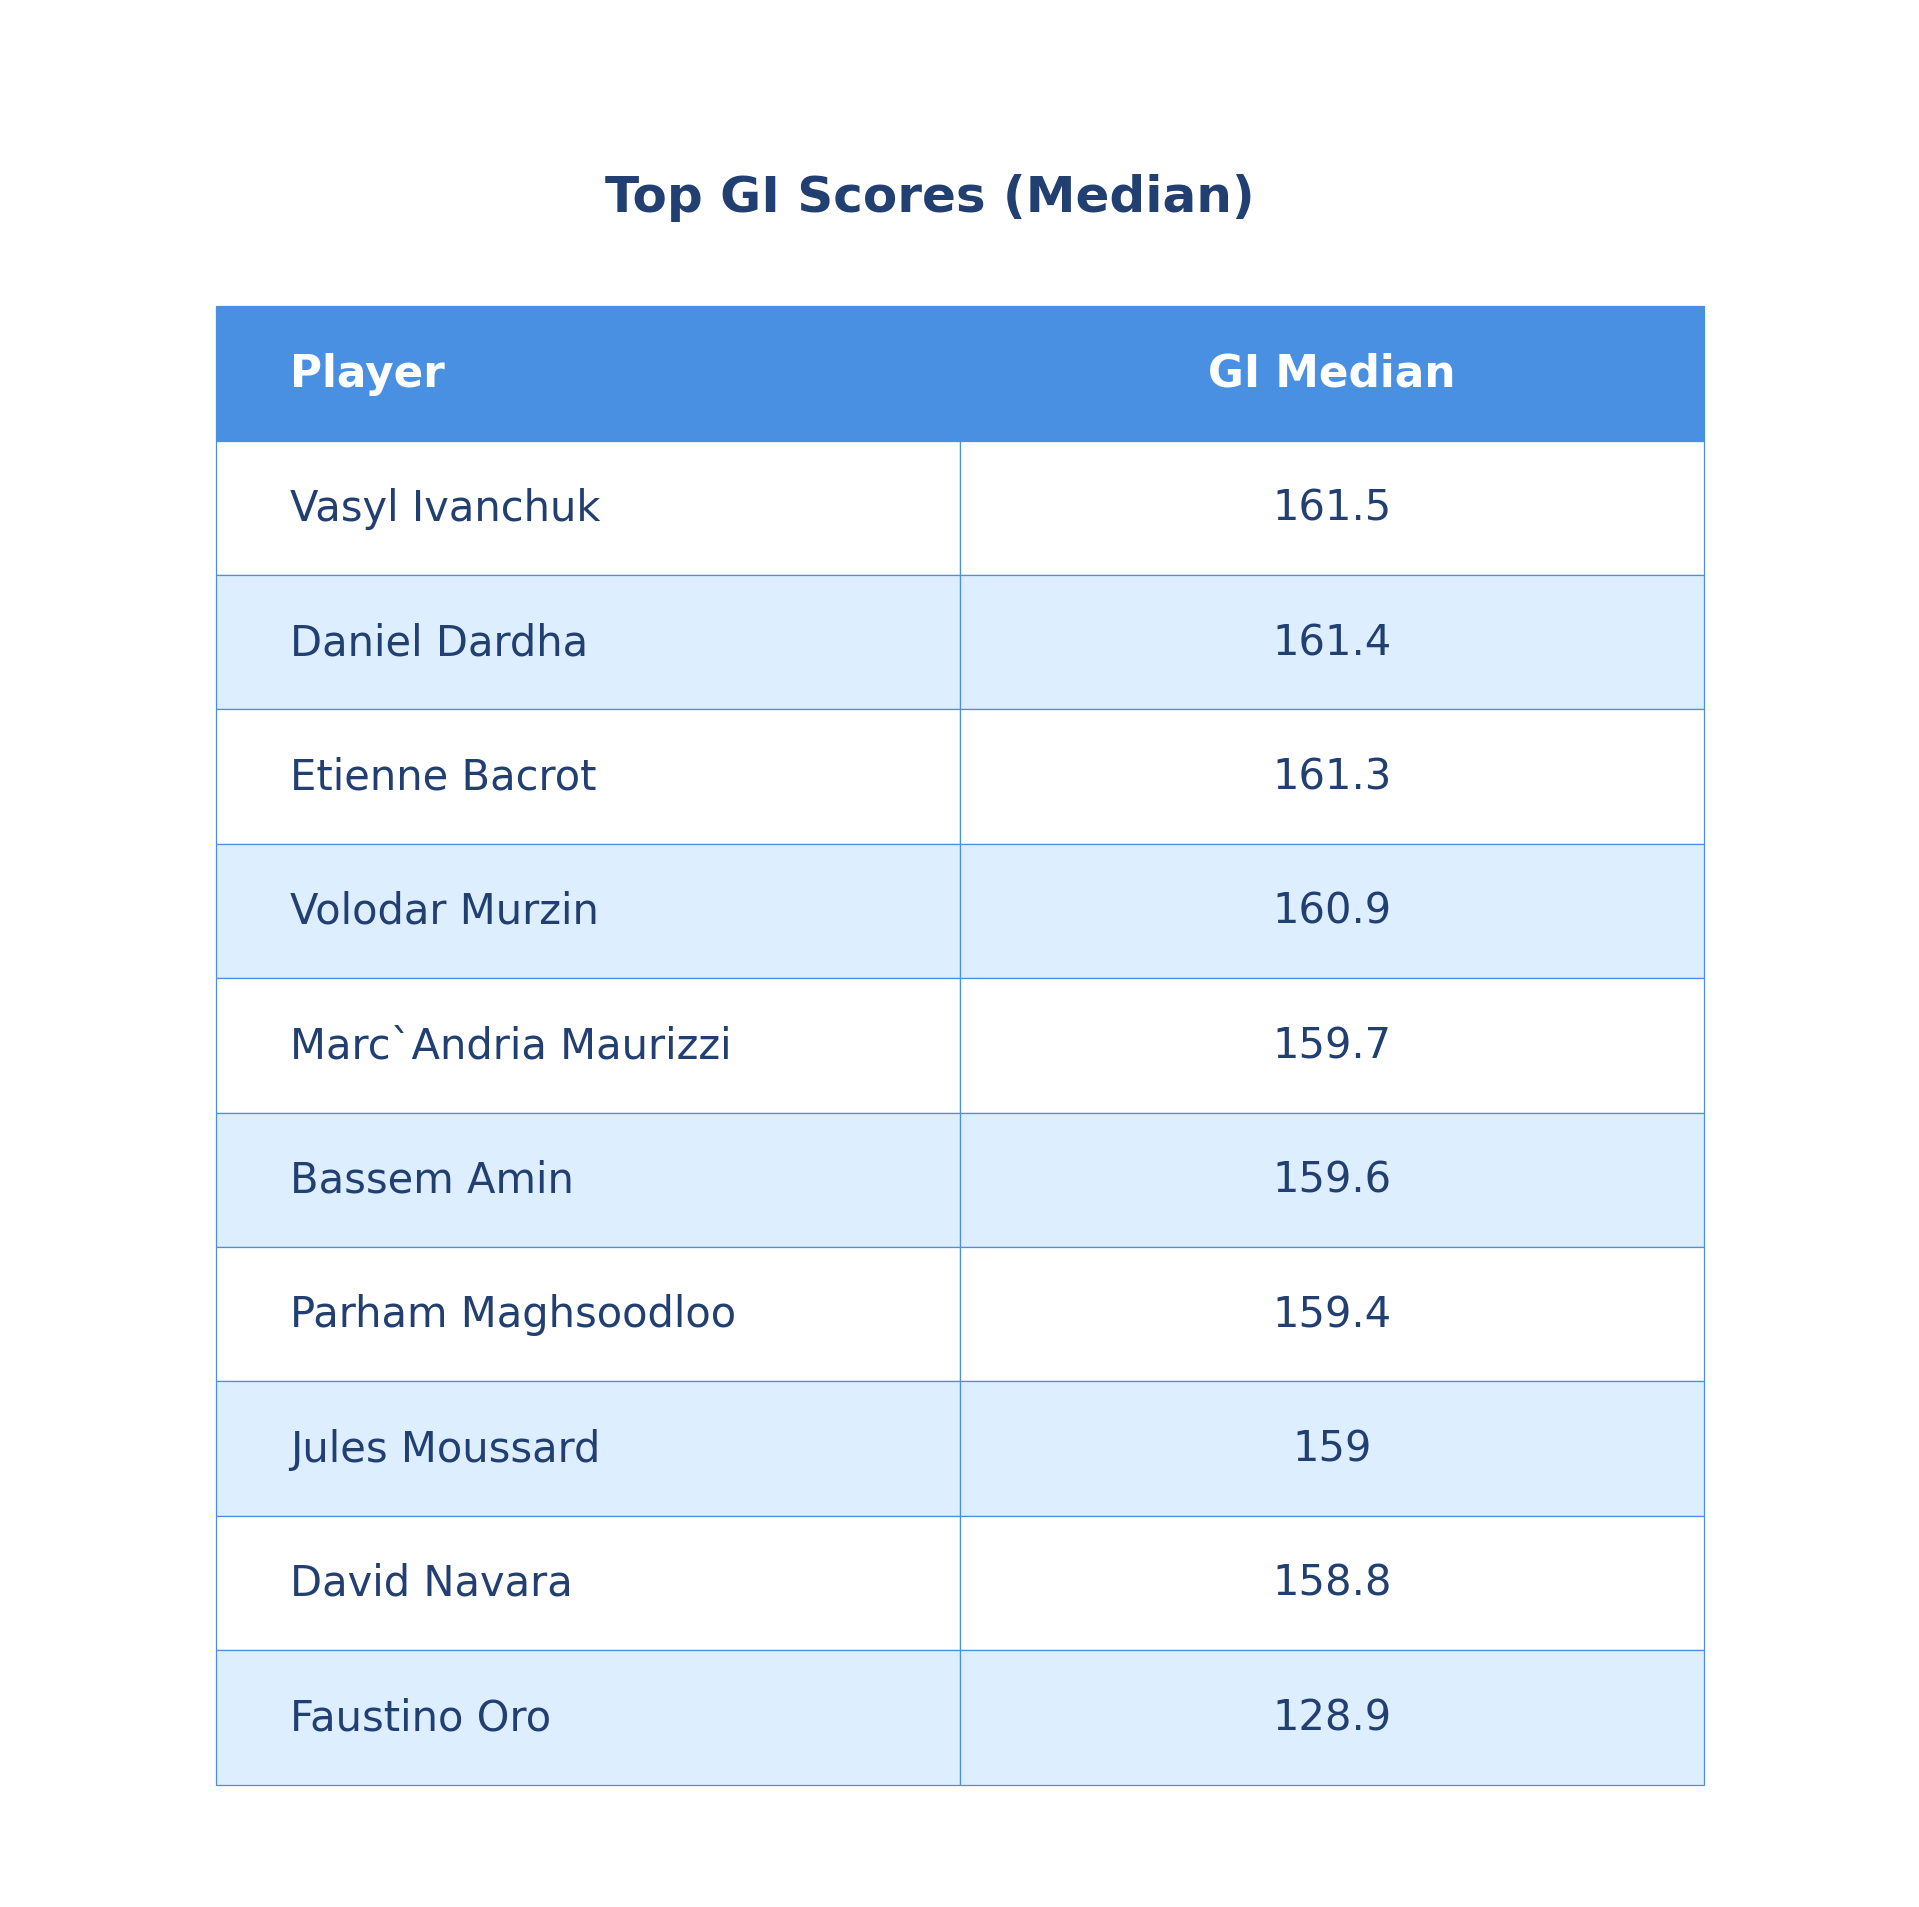 Top GI Scores (Median)
Player GI Median
Vasyl Ivanchuk 161.5
Daniel Dardha 161.4
Etienne Bacrot 161.3
Volodar Murzin 160.9
Marc`Andria Maurizzi 159.7
Bassem Amin 159.6
Parham Maghsoodloo 159.4
Jules Moussard 159
David Navara 158.8
Faustino Oro 128.9